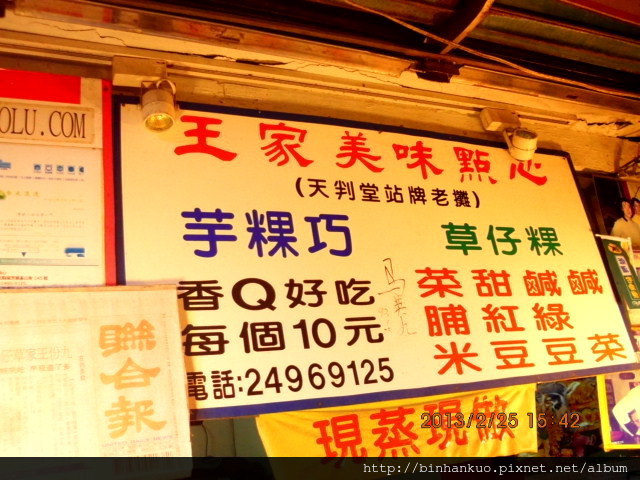 OLU.COM
王家美味點心
(天判堂站牌老攤)
芋粿巧
草仔粿
香Q好吃
每個10元
電話:24969125
菜甜鹹鹹
脯紅綠
米豆豆菜
聯合報
現蒸現做
2013/2/25 15:42
http://binhankuo.pixnet.net/album